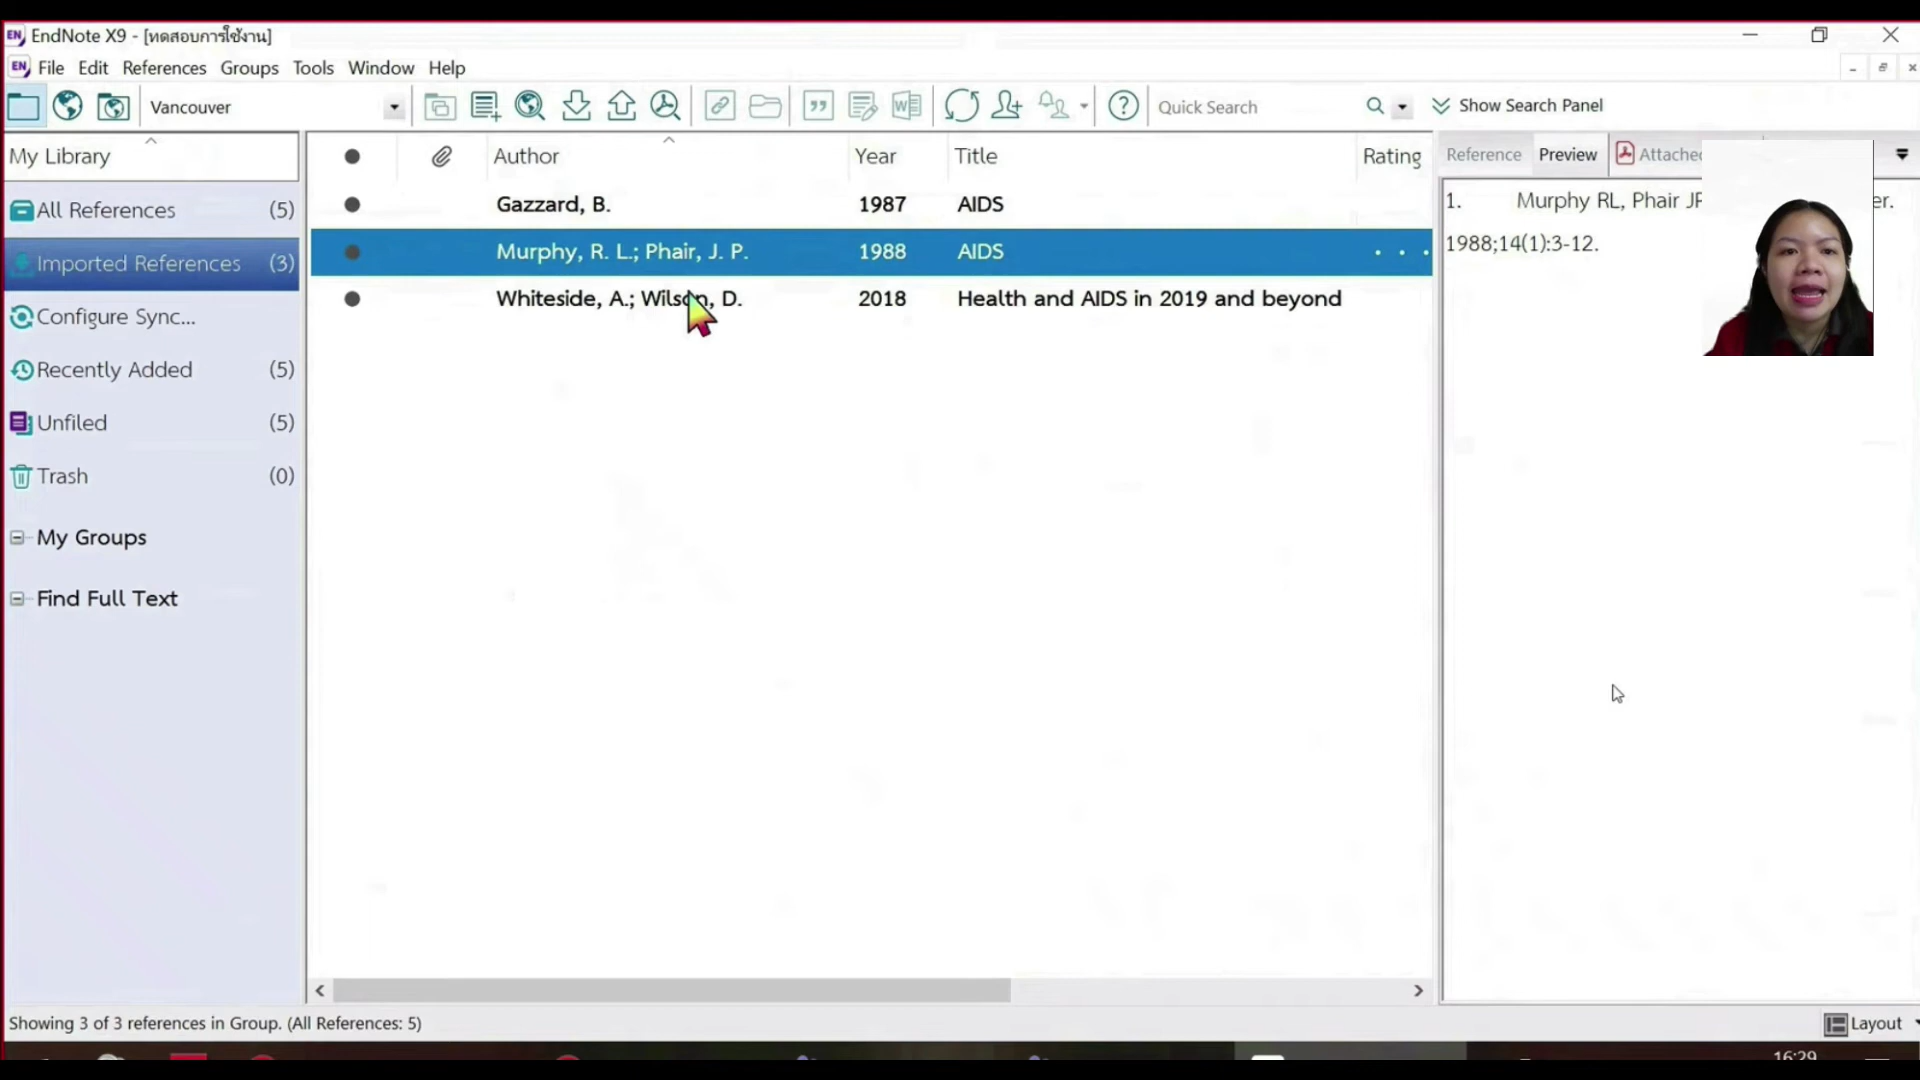 EndNote X9 - [ทดสอบการใช้งาน]
File Edit References Groups Tools Window Help
Vancouver
Quick Search
Show Search Panel
My Library
All References (5)
Imported References (3)
Configure Sync...
Recently Added (5)
Unfiled (5)
Trash (0)
My Groups
Find Full Text
Author Year Title Rating
Gazzard, B. 1987 AIDS
Murphy, R. L.; Phair, J. P. 1988 AIDS
Whiteside, A.; Wilson, D. 2018 Health and AIDS in 2019 and beyond
Reference Preview
1. Murphy RL, Phair
1988;14(1):3-12.
Showing 3 of 3 references in Group. (All References: 5)
Layout
16:29